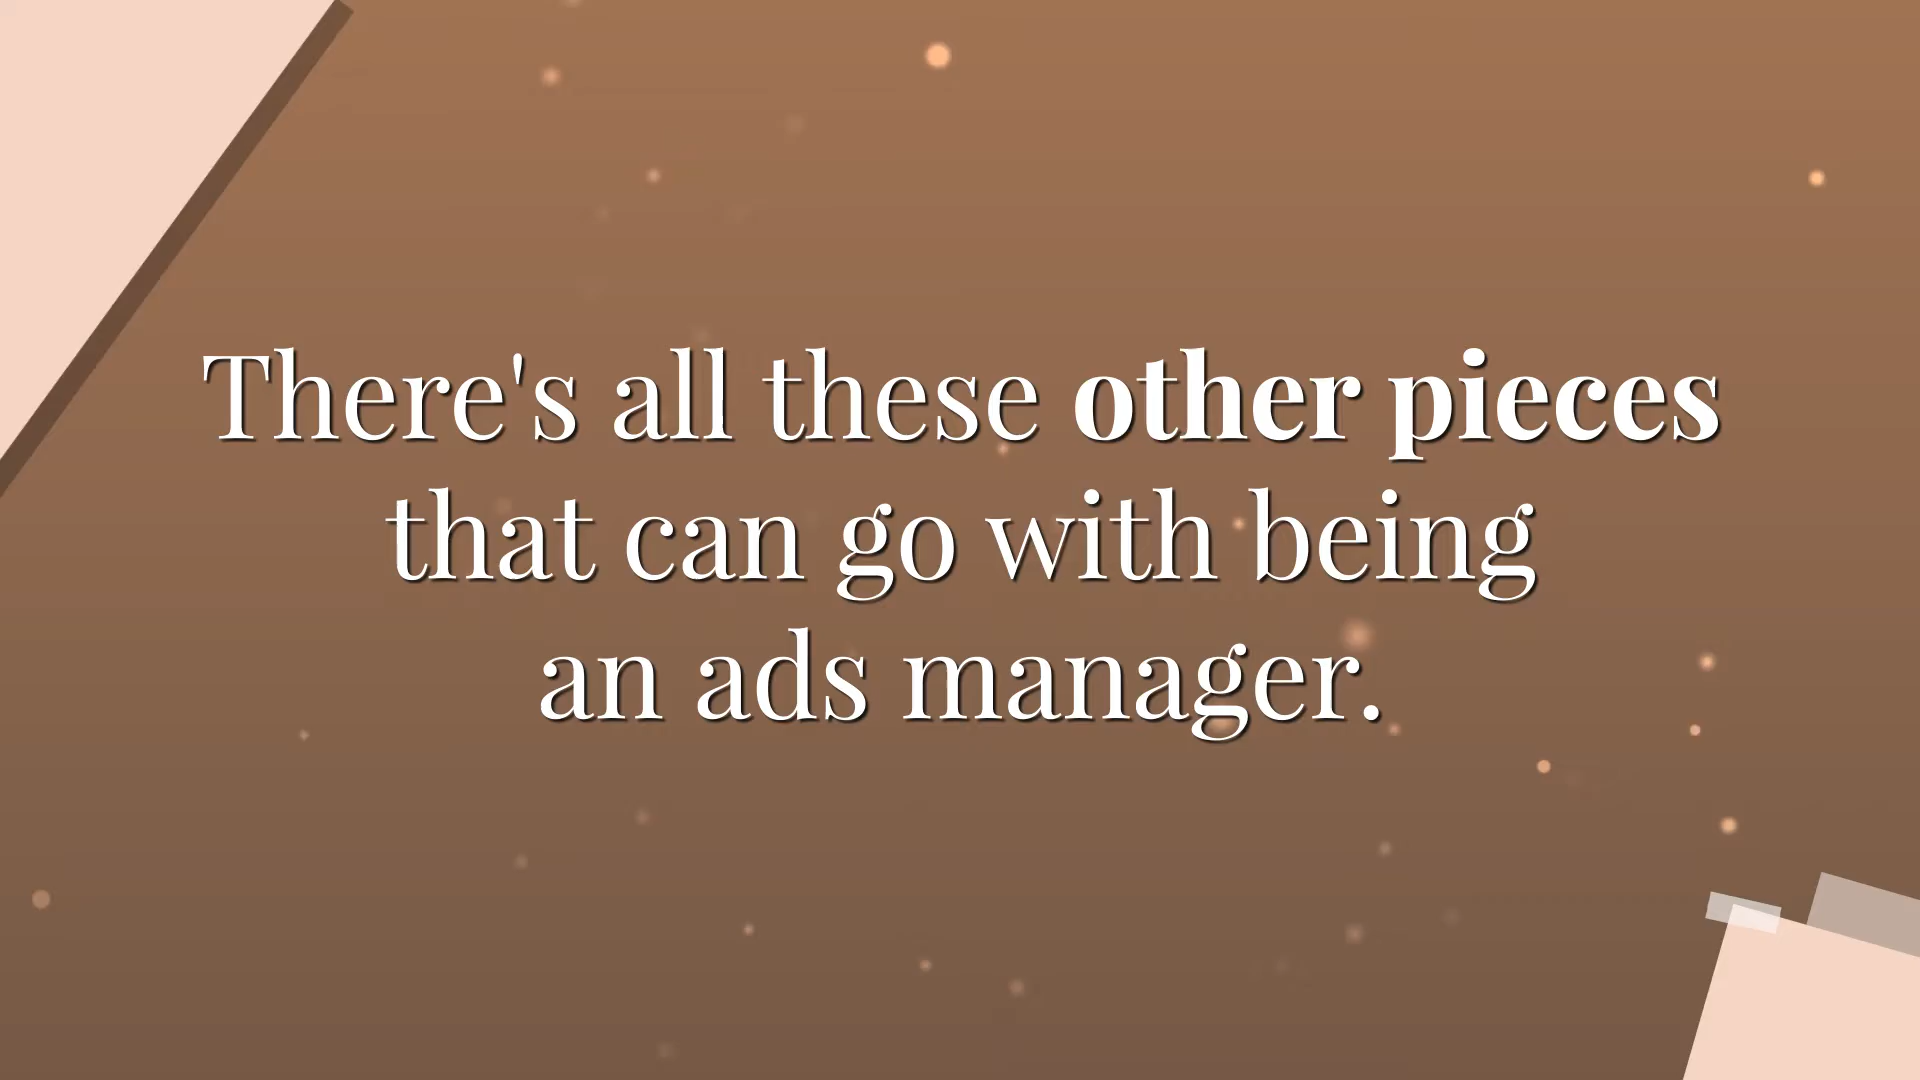 There's all these other pieces
that can go with being
an ads manager.